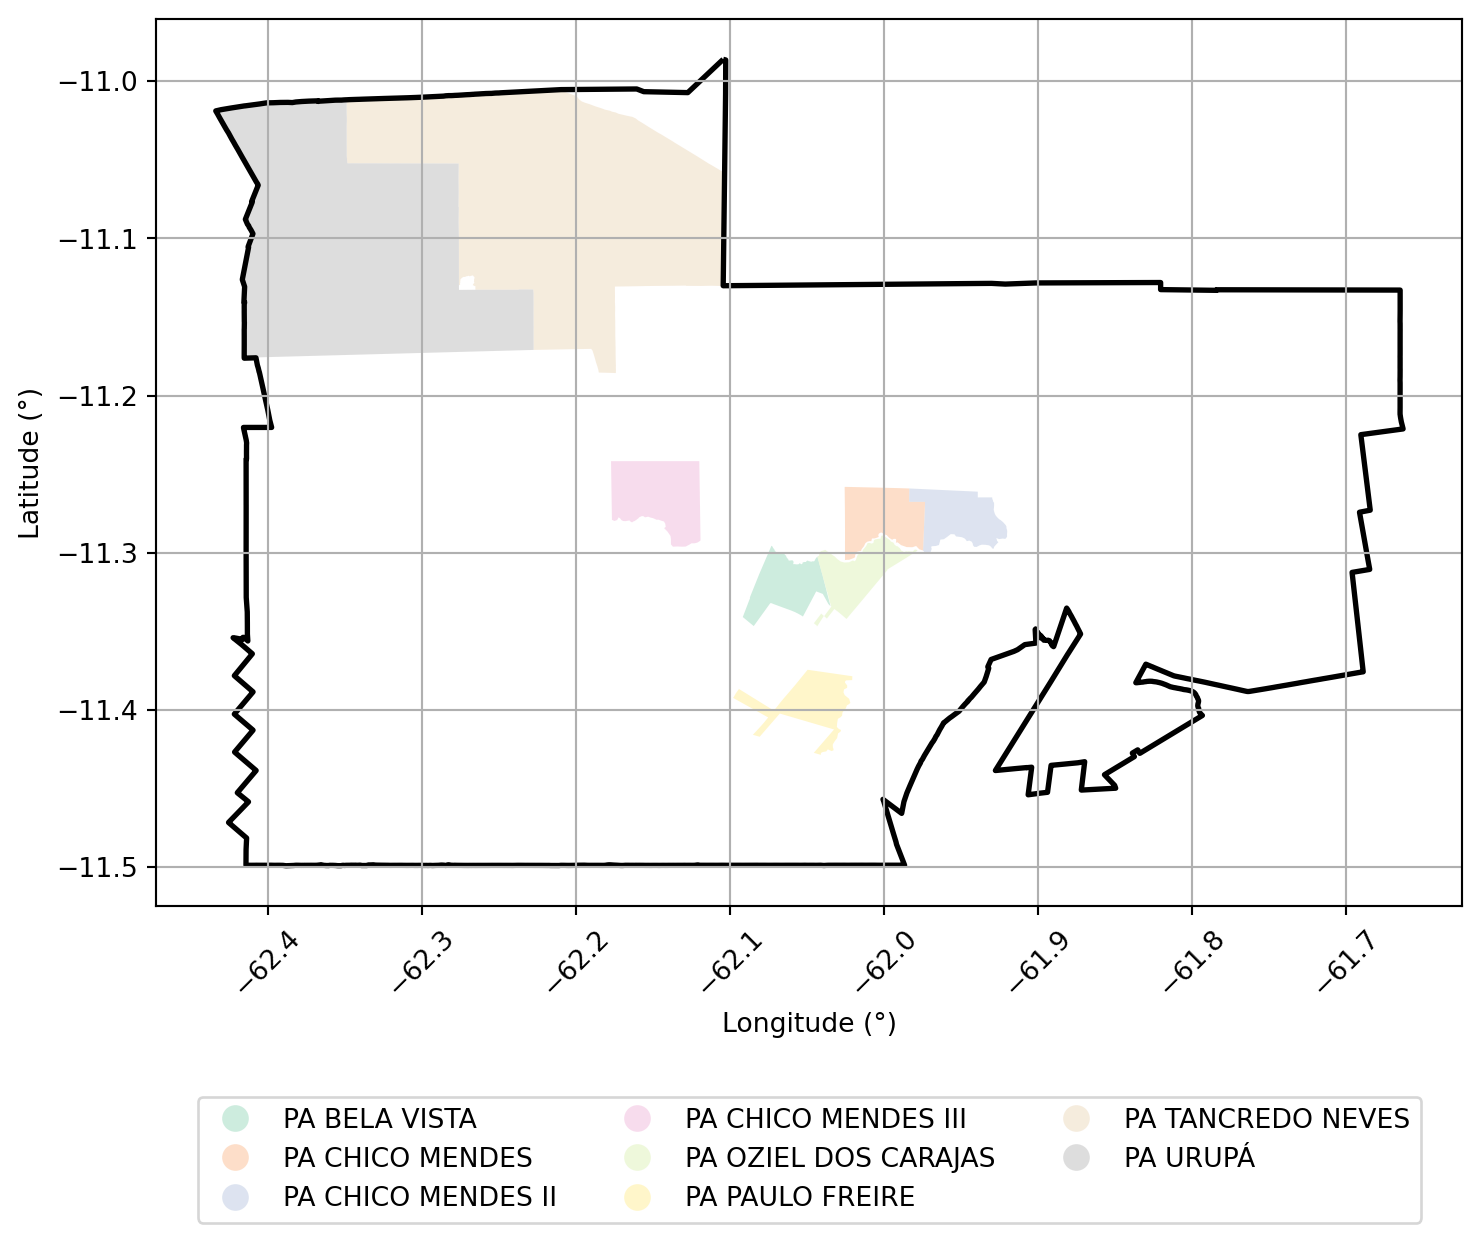 −11.0
−11.1
−11.2
−11.3
−11.4
−11.5
Latitude (°)
−62.4
−62.3
−62.2
−62.1
−62.0
−61.9
−61.8
−61.7
Longitude (°)
PA BELA VISTA
PA CHICO MENDES
PA CHICO MENDES II
PA CHICO MENDES III
PA OZIEL DOS CARAJAS
PA PAULO FREIRE
PA TANCREDO NEVES
PA URUPÁ